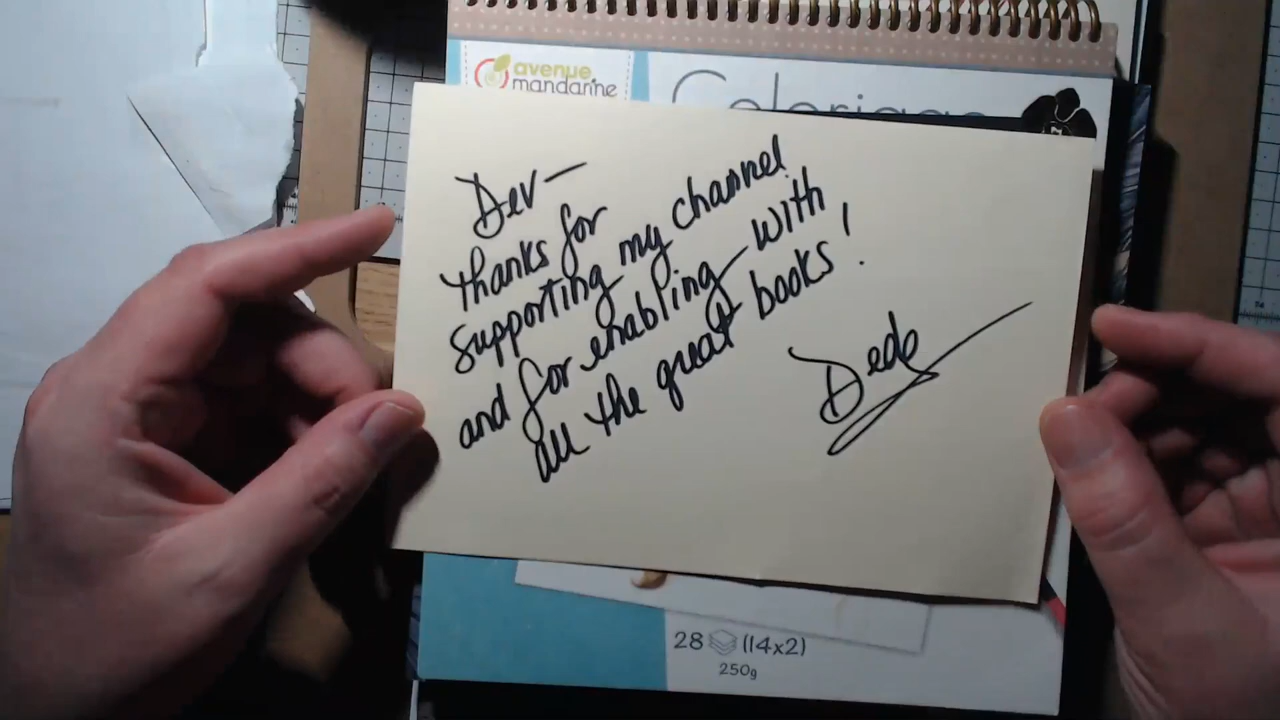 avenue
mandarine
Coloriage
Dev—
thanks for
supporting my channel
and for enabling with
all the great books!
Dede
28 (14x2)
250g